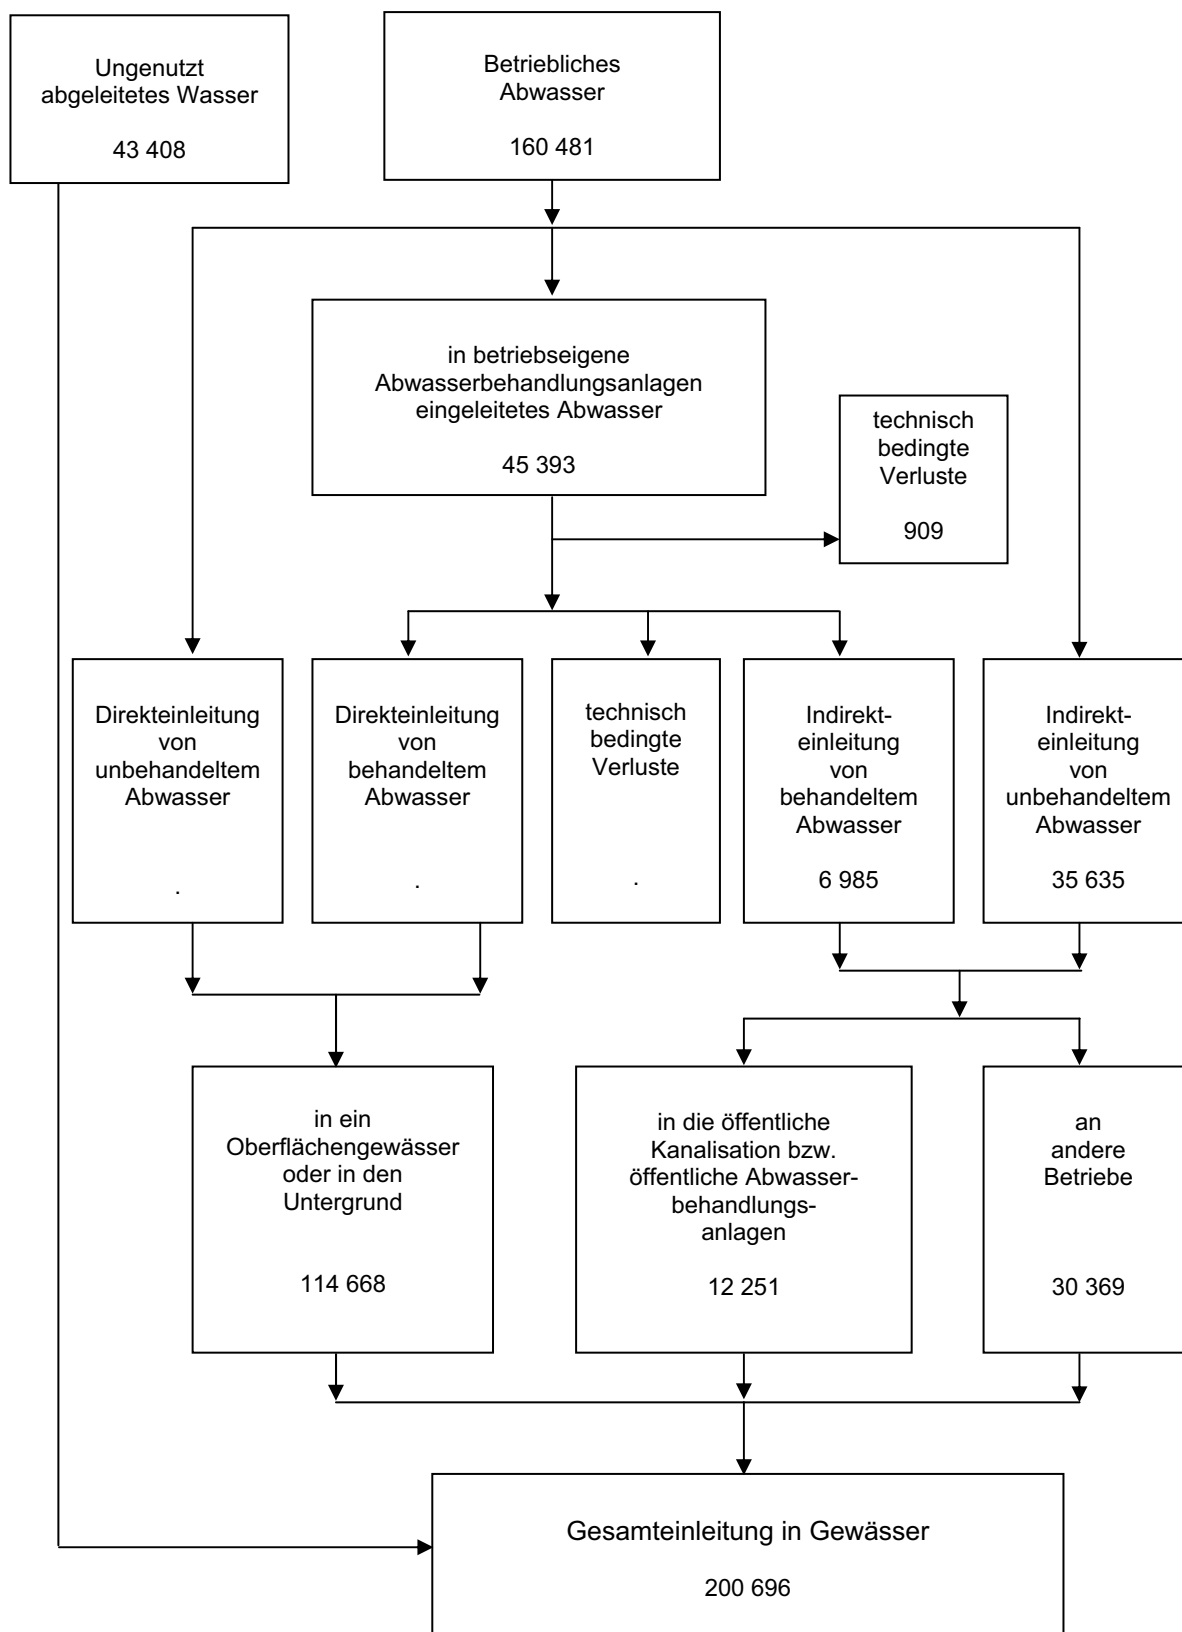 Ungenutzt
abgeleitetes Wasser
43 408
Betriebliches
Abwasser
160 481
in betriebseigene
Abwasserbehandlungsanlagen
eingeleitetes Abwasser
45 393
technisch
bedingte
Verluste
909
Direkteinleitung
von
unbehandeltem
Abwasser
.
Direkteinleitung
von
behandeltem
Abwasser
.
technisch
bedingte
Verluste
.
Indirekt-
einleitung
von
behandeltem
Abwasser
6 985
Indirekt-
einleitung
von
unbehandeltem
Abwasser
35 635
in ein
Oberflächengewässer
oder in den
Untergrund
114 668
in die öffentliche
Kanalisation bzw.
öffentliche Abwasser-
behandlungs-
anlagen
12 251
an
andere
Betriebe
30 369
Gesamteinleitung in Gewässer
200 696